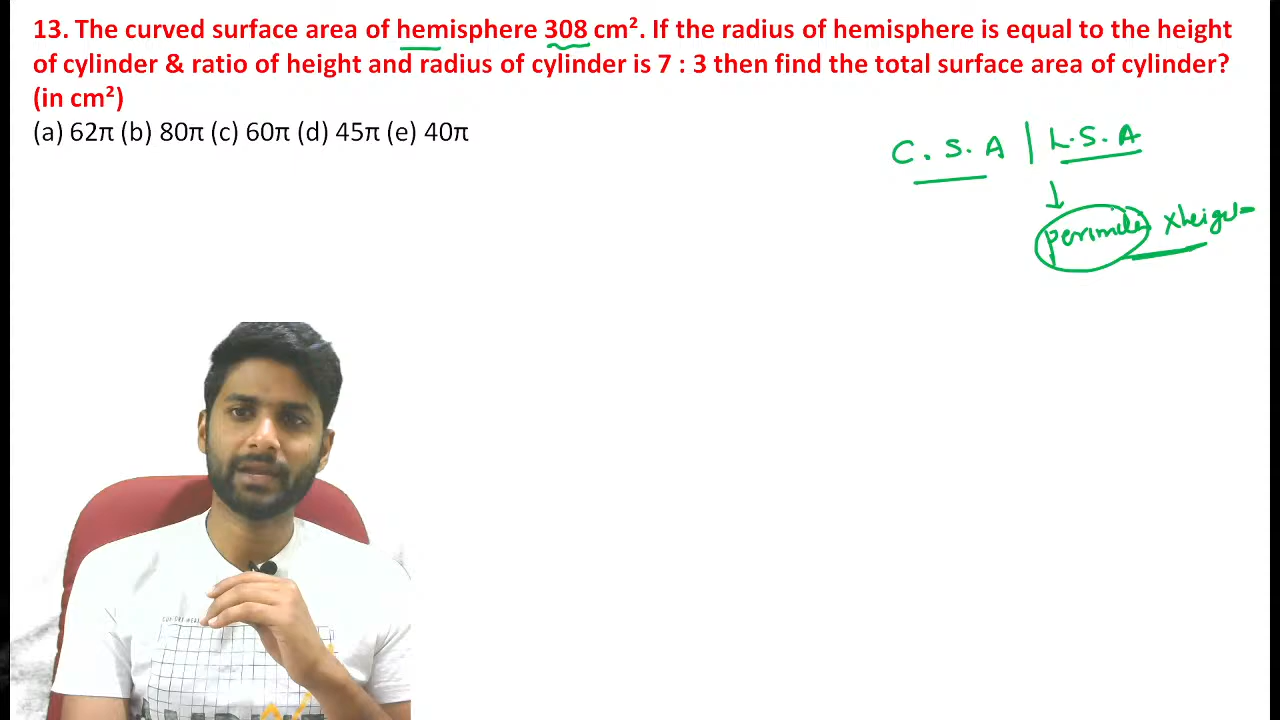 13. The curved surface area of hemisphere 308 cm². If the radius of hemisphere is equal to the height
of cylinder & ratio of height and radius of cylinder is 7 : 3 then find the total surface area of cylinder?
(in cm²)
(a) 62π (b) 80π (c) 60π (d) 45π (e) 40π
C.S.A | L.S.A
↓